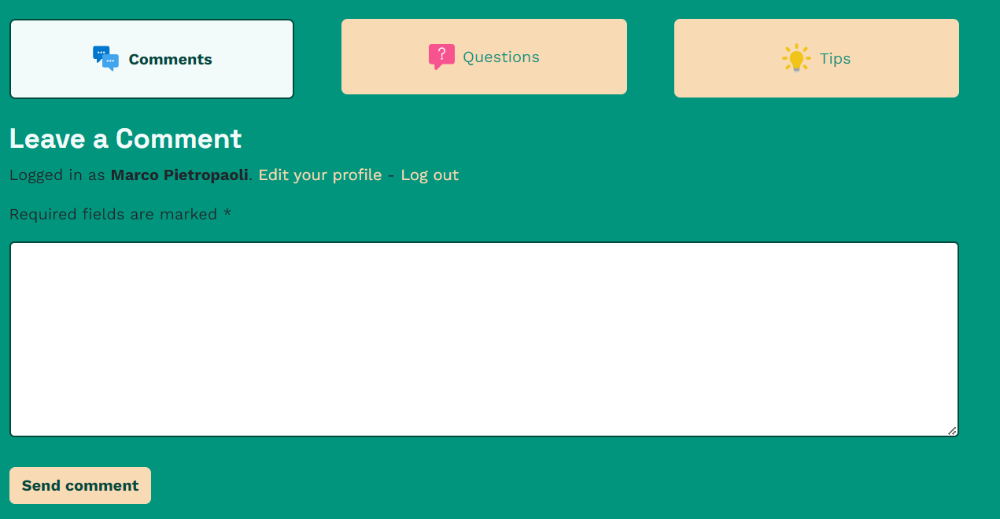 Comments
Questions
Tips
Leave a Comment
Logged in as Marco Pietropaoli. Edit your profile - Log out
Required fields are marked *
Send comment